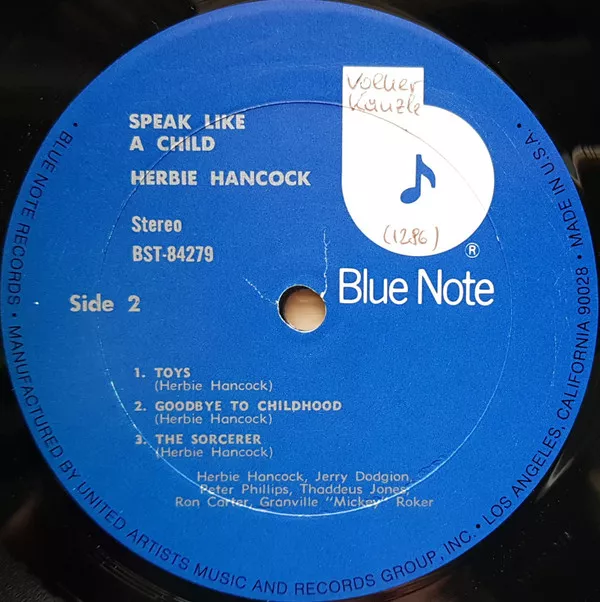 Volker
Kunzle
SPEAK LIKE
A CHILD
HERBIE HANCOCK
Stereo
BST-84279
(1286)
®
Blue Note
Side 2
1. TOYS
(Herbie Hancock)
2. GOODBYE TO CHILDHOOD
(Herbie Hancock)
3. THE SORCERER
(Herbie Hancock)
Herbie Hancock, Jerry Dodgion,
Peter Phillips, Thaddeus Jones,
Ron Carter, Granville "Mickey" Roker
• BLUE NOTE RECORDS • MANUFACTURED BY UNITED ARTISTS MUSIC AND RECORDS GROUP, INC. • LOS ANGELES, CALIFORNIA 90028 • MADE IN U.S.A. •